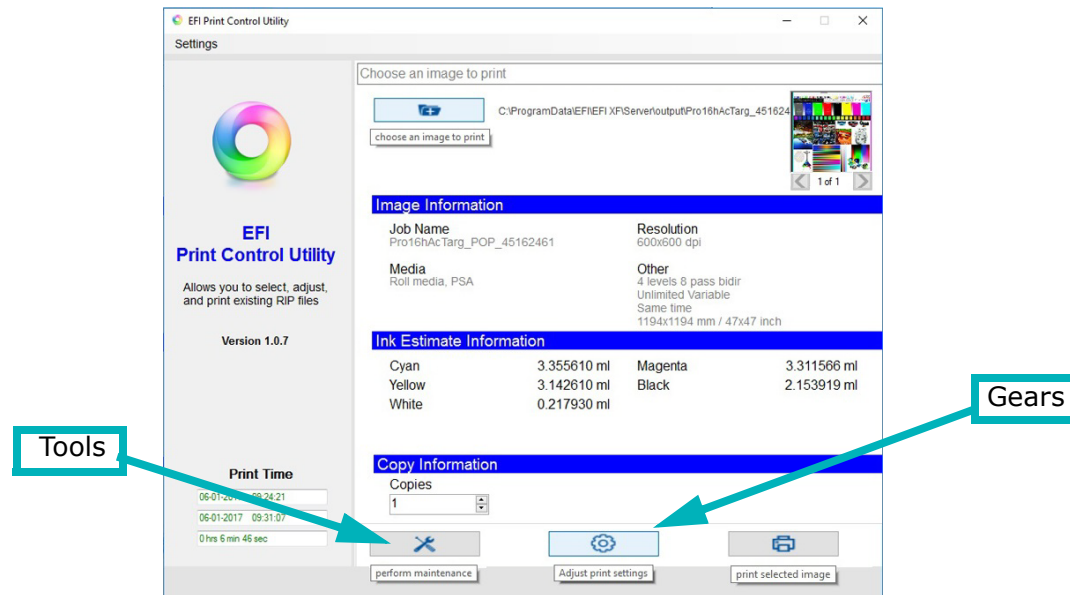 EFI Print Control Utility
Settings
Choose an image to print
C:\ProgramData\EFI\EFI XF\Server\output\Pro16hAcTarg_451624
choose an image to print
1 of 1
EFI
Print Control Utility
Allows you to select, adjust,
and print existing RIP files
Version 1.0.7
Image Information
Job Name
Pro16hAcTarg_POP_45162461
Resolution
600x600 dpi
Media
Roll media, PSA
Other
4 levels 8 pass bidir
Unlimited Variable
Same time
1194x1194 mm / 47x47 inch
Ink Estimate Information
Cyan 3.355610 ml Magenta 3.311566 ml
Yellow 3.142610 ml Black 2.153919 ml
White 0.217930 ml
Gears
Tools
Copy Information
Copies
1
Print Time
09:24:21
06-01-2017 09:31:07
0 hrs 6 min 46 sec
perform maintenance
Adjust print settings
print selected image